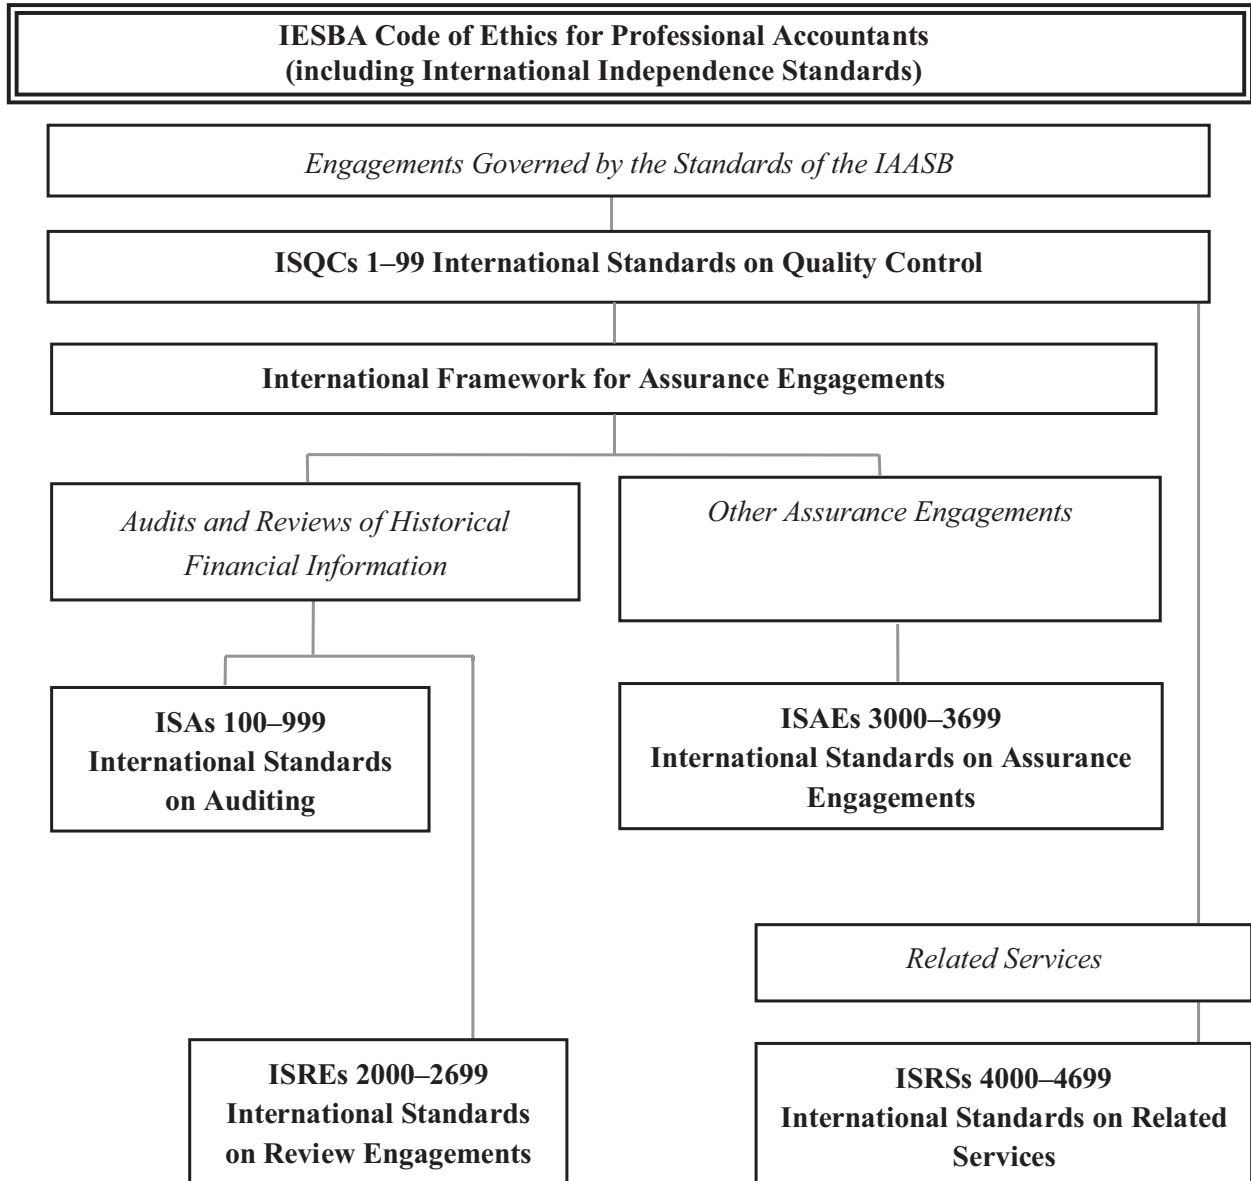 IESBA Code of Ethics for Professional Accountants
(including International Independence Standards)
Engagements Governed by the Standards of the IAASB
ISQCs 1–99 International Standards on Quality Control
International Framework for Assurance Engagements
Audits and Reviews of Historical
Financial Information
Other Assurance Engagements
ISAs 100–999
International Standards
on Auditing
ISAEs 3000–3699
International Standards on Assurance
Engagements
Related Services
ISREs 2000–2699
International Standards
on Review Engagements
ISRSs 4000–4699
International Standards on Related
Services